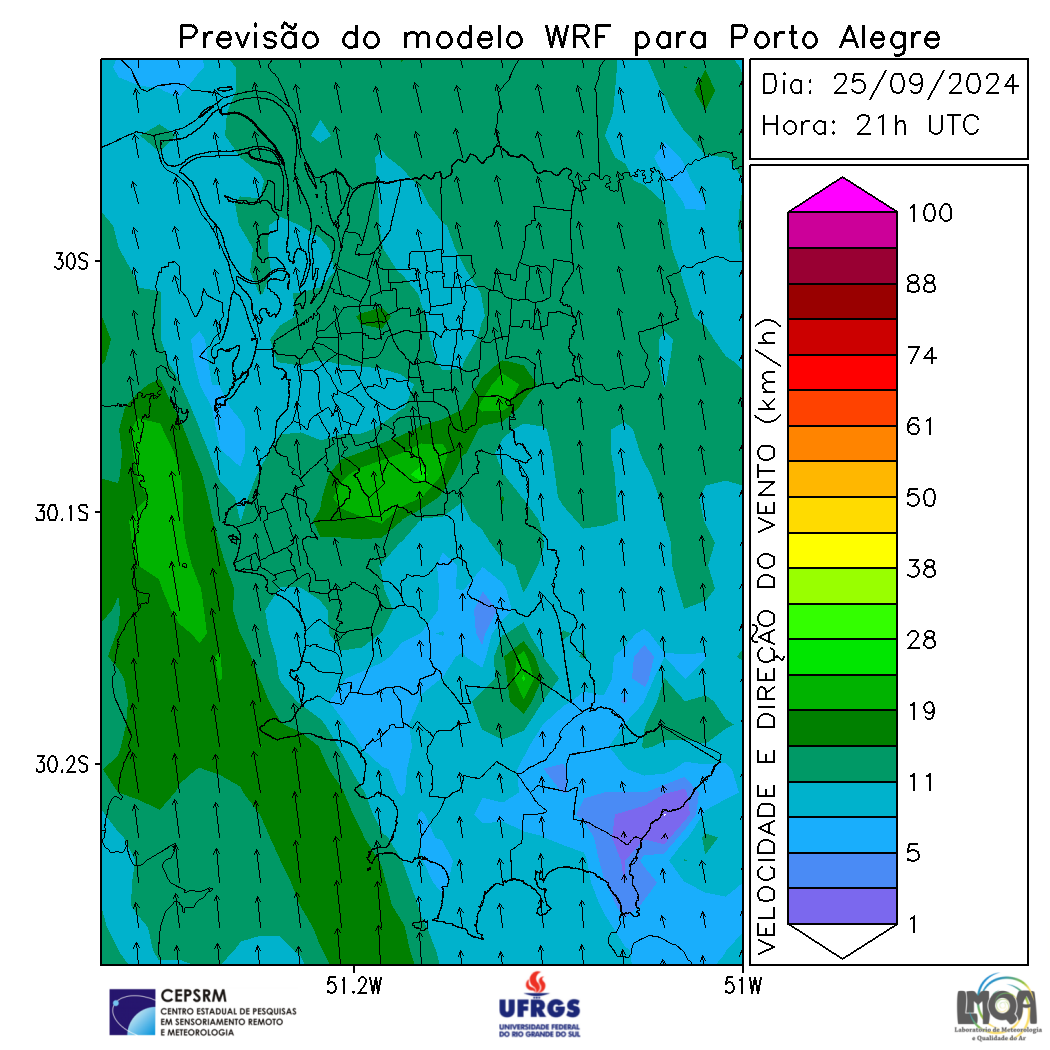 Previsão do modelo WRF para Porto Alegre
Dia: 25/09/2024
Hora: 21h UTC
30S
30.1S
30.2S
51.2W
51W
VELOCIDADE E DIREÇÃO DO VENTO (km/h)
100
88
74
61
50
38
28
19
11
5
1
CEPSRM
CENTRO ESTADUAL DE PESQUISAS
EM SENSORIAMENTO REMOTO
E METEOROLOGIA
UFRGS
UNIVERSIDADE FEDERAL
DO RIO GRANDE DO SUL
LMQA
Laboratório de Meteorologia
e Qualidade do Ar